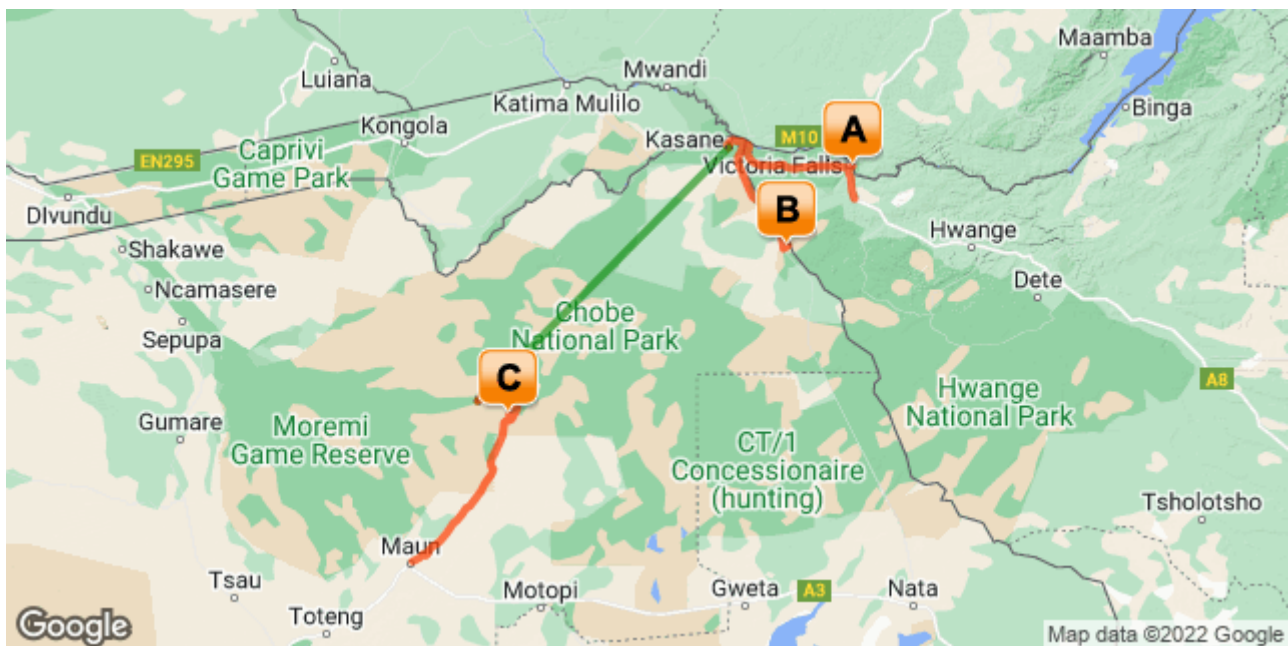 Maamba
Luiana
Mwandi
Katima Mulilo
Binga
Kongola
Kasane
M10
A
EN295
Caprivi
Game Park
Victoria Falls
DIvundu
B
Shakawe
Hwange
Ncamasere
Dete
Chobe
National Park
Sepupa
C
A8
Hwange
National Park
Gumare
Moremi
Game Reserve
CT/1
Concessionaire
(hunting)
Tsholotsho
Maun
Tsau
Motopi
Gweta
A3
Nata
Toteng
Google
Map data ©2022 Google